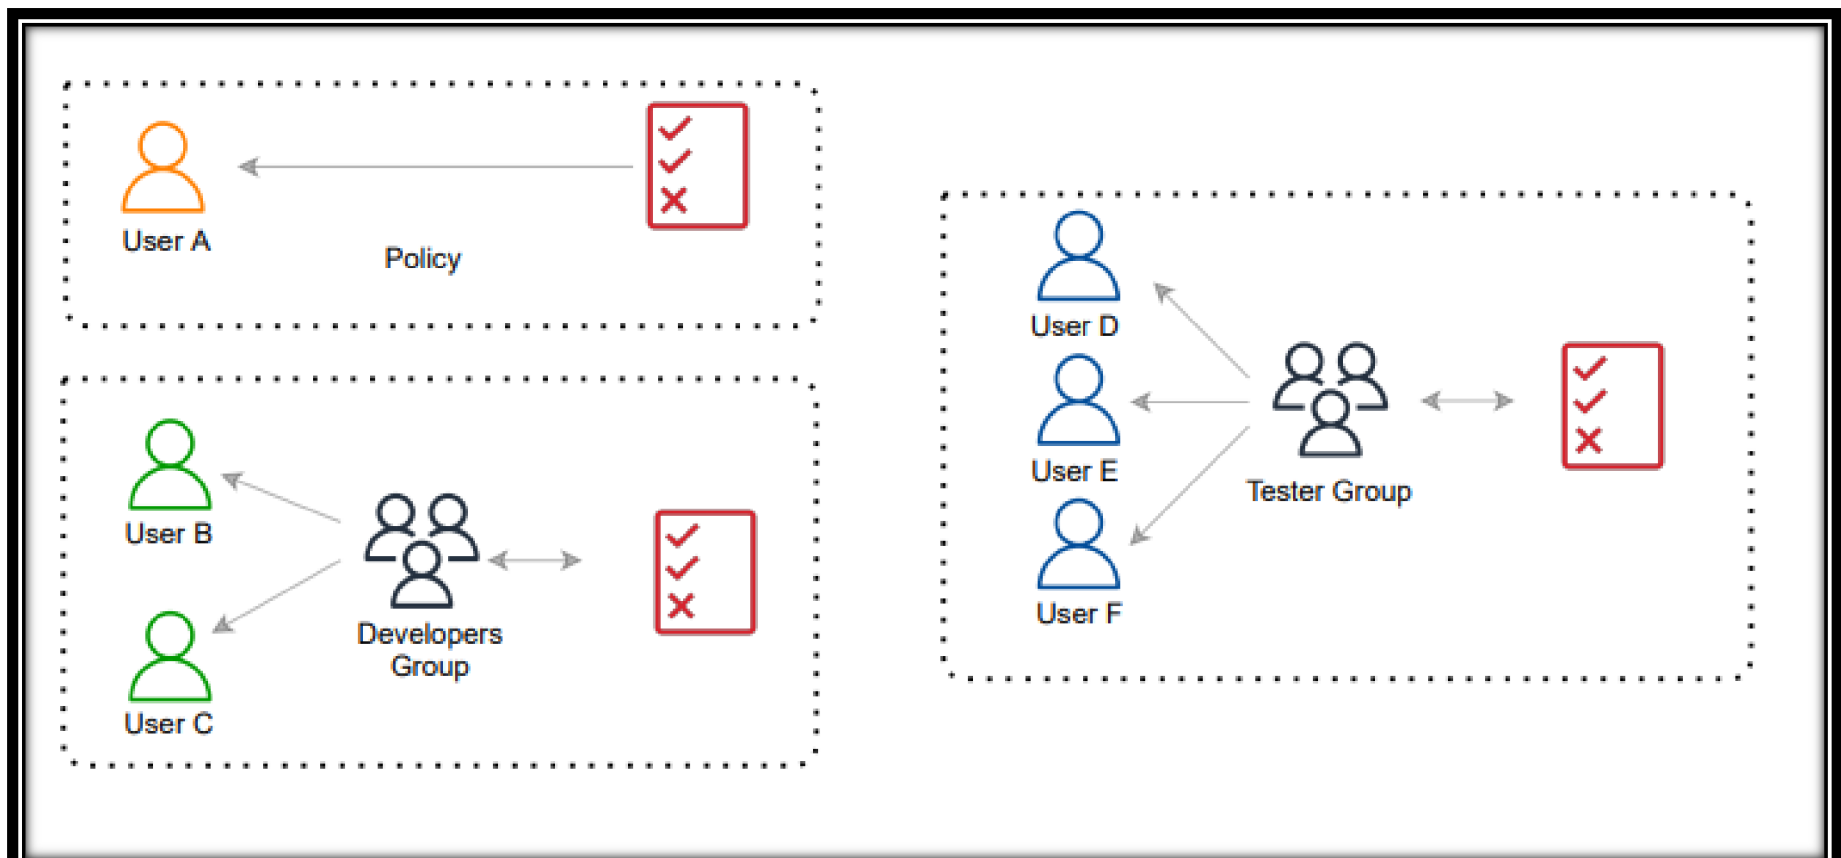 User A
Policy
User B
User C
Developers
Group
User D
User E
User F
Tester Group